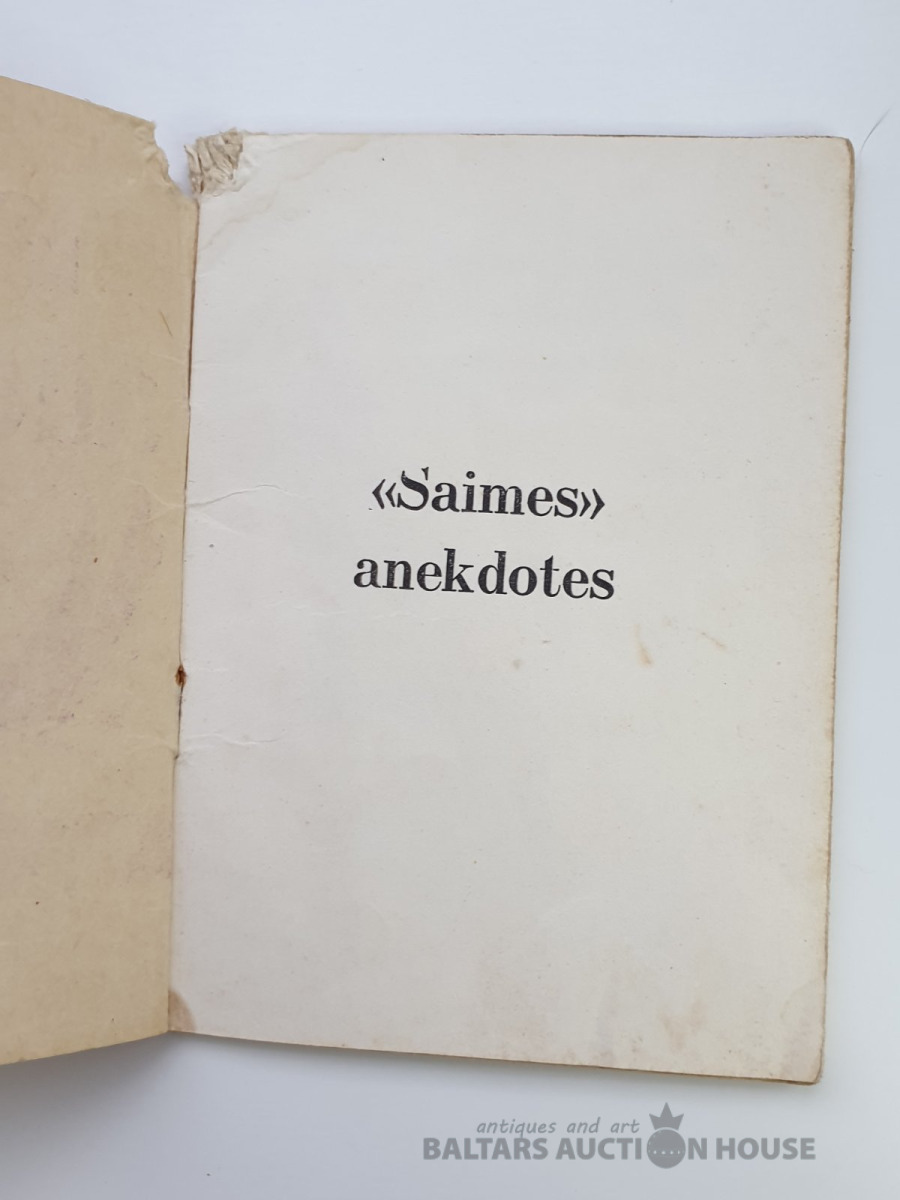 «Saimes»
anekdotes
antiques and art
BALTARS AUCTION HOUSE